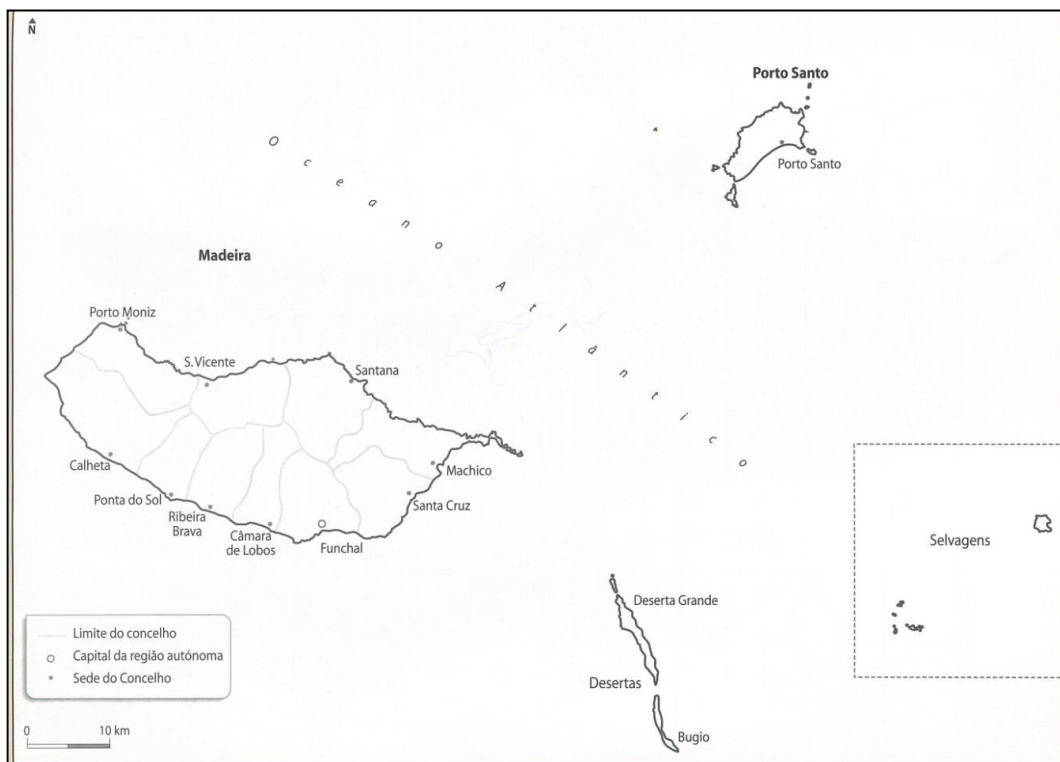 N
Porto Santo
Porto Santo
Oceano Atlântico
Madeira
Porto Moniz
S. Vicente
Santana
Calheta
Machico
Ponta do Sol
Santa Cruz
Ribeira
Brava
Câmara
de Lobos
Funchal
Selvagens
Deserta Grande
Desertas
Bugio
Limite do concelho
Capital da região autónoma
Sede do Concelho
0 10 km